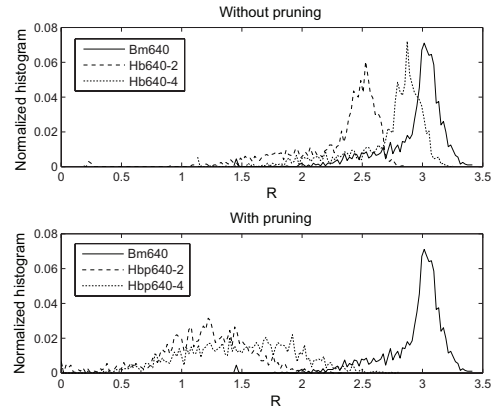 Without pruning
Normalized histogram
0.08
0.06
0.04
0.02
0
Bm640
Hb640-2
Hb640-4
0 0.5 1 1.5 2 2.5 3 3.5 4
R
With pruning
Normalized histogram
0.08
0.06
0.04
0.02
0
Bm640
Hbp640-2
Hbp640-4
0 0.5 1 1.5 2 2.5 3 3.5 4
R